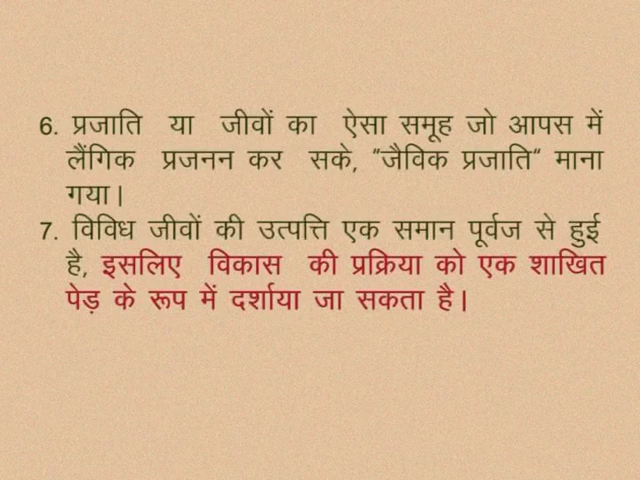 6. प्रजाति या जीवों का ऐसा समूह जो आपस में
लैंगिक प्रजनन कर सके, "जैविक प्रजाति" माना
गया।
7. विविध जीवों की उत्पत्ति एक समान पूर्वज से हुई
है, इसलिए विकास की प्रक्रिया को एक शाखित
पेड़ के रूप में दर्शाया जा सकता है।